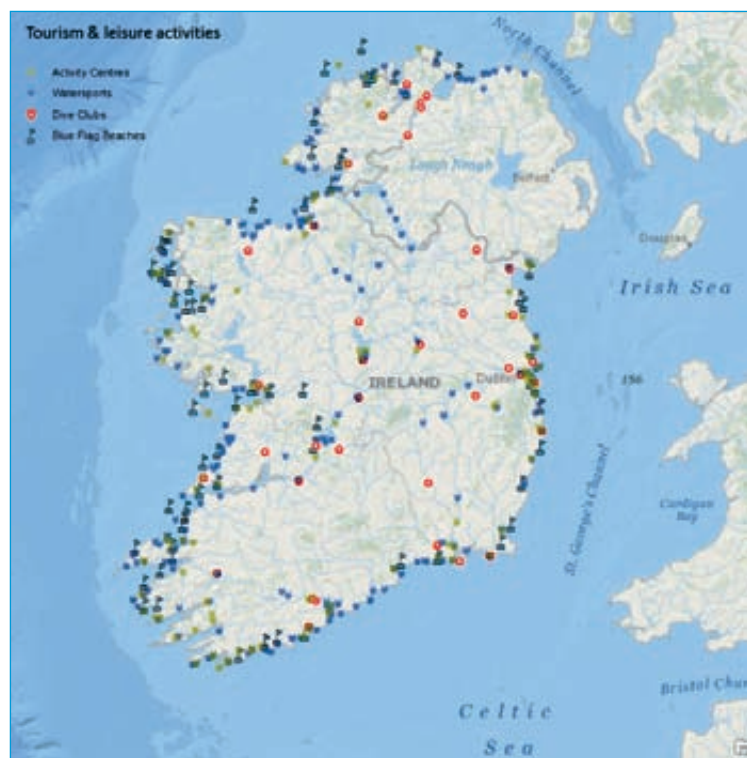 Tourism & leisure activities
Activity Centres
Watersports
Dive Clubs
Blue Flag Beaches
North Channel
Lough Neagh
Belfast
Douglas
Irish Sea
IRELAND
Dublin
156
St. George's Channel
Cardigan
Bay
Bristol
Celtic
Sea